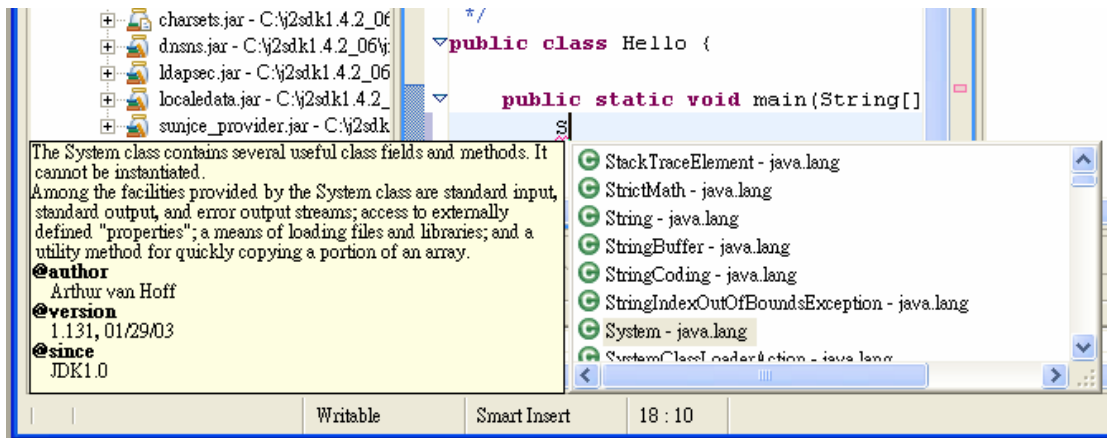 charsets.jar - C:\j2sdk1.4.2_06
dnsns.jar - C:\j2sdk1.4.2_06\j
ldapsec.jar - C:\j2sdk1.4.2_06
localedata.jar - C:\j2sdk1.4.2_
sunjce_provider.jar - C:\j2sdk
*/
public class Hello {
public static void main(String[]
S
The System class contains several useful class fields and methods. It
cannot be instantiated.
Among the facilities provided by the System class are standard input,
standard output, and error output streams; access to externally
defined "properties"; a means of loading files and libraries; and a
utility method for quickly copying a portion of an array.
@author
Arthur van Hoff
@version
1.131, 01/29/03
@since
JDK1.0
StackTraceElement - java.lang
StrictMath - java.lang
String - java.lang
StringBuffer - java.lang
StringCoding - java.lang
StringIndexOutOfBoundsException - java.lang
System - java.lang
SystemClassLoaderAction - java.lang
Writable
Smart Insert
18 : 10